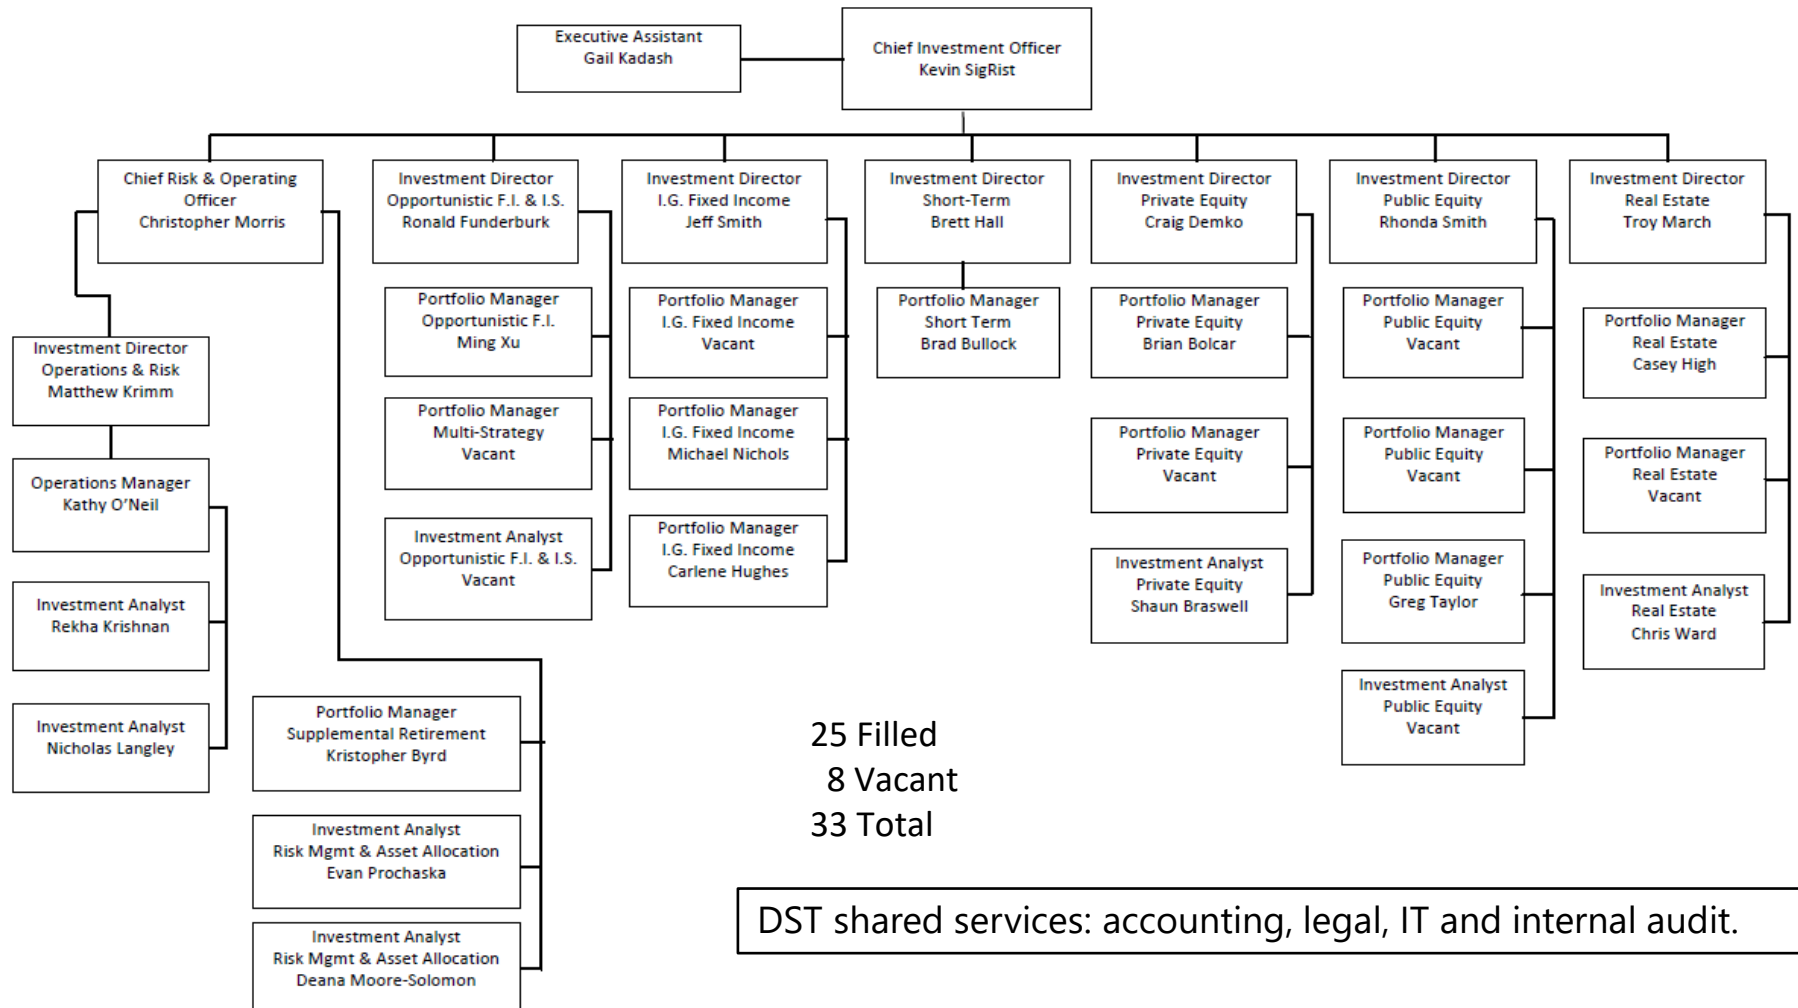 Executive Assistant
Gail Kadash
Chief Investment Officer
Kevin SigRist
Chief Risk & Operating
Officer
Christopher Morris
Investment Director
Opportunistic F.I. & I.S.
Ronald Funderburk
Investment Director
I.G. Fixed Income
Jeff Smith
Investment Director
Short-Term
Brett Hall
Investment Director
Private Equity
Craig Demko
Investment Director
Public Equity
Rhonda Smith
Investment Director
Real Estate
Troy March
Investment Director
Operations & Risk
Matthew Krimm
Operations Manager
Kathy O'Neil
Investment Analyst
Rekha Krishnan
Investment Analyst
Nicholas Langley
Portfolio Manager
Supplemental Retirement
Kristopher Byrd
Investment Analyst
Risk Mgmt & Asset Allocation
Evan Prochaska
Investment Analyst
Risk Mgmt & Asset Allocation
Deana Moore-Solomon
Portfolio Manager
Opportunistic F.I.
Ming Xu
Portfolio Manager
Multi-Strategy
Vacant
Investment Analyst
Opportunistic F.I. & I.S.
Vacant
Portfolio Manager
I.G. Fixed Income
Vacant
Portfolio Manager
I.G. Fixed Income
Michael Nichols
Portfolio Manager
I.G. Fixed Income
Carlene Hughes
Portfolio Manager
Short Term
Brad Bullock
Portfolio Manager
Private Equity
Brian Bolcar
Portfolio Manager
Private Equity
Vacant
Investment Analyst
Private Equity
Shaun Braswell
Portfolio Manager
Public Equity
Vacant
Portfolio Manager
Public Equity
Vacant
Portfolio Manager
Public Equity
Greg Taylor
Investment Analyst
Public Equity
Vacant
Portfolio Manager
Real Estate
Casey High
Portfolio Manager
Real Estate
Vacant
Investment Analyst
Real Estate
Chris Ward
25 Filled
8 Vacant
33 Total
DST shared services: accounting, legal, IT and internal audit.